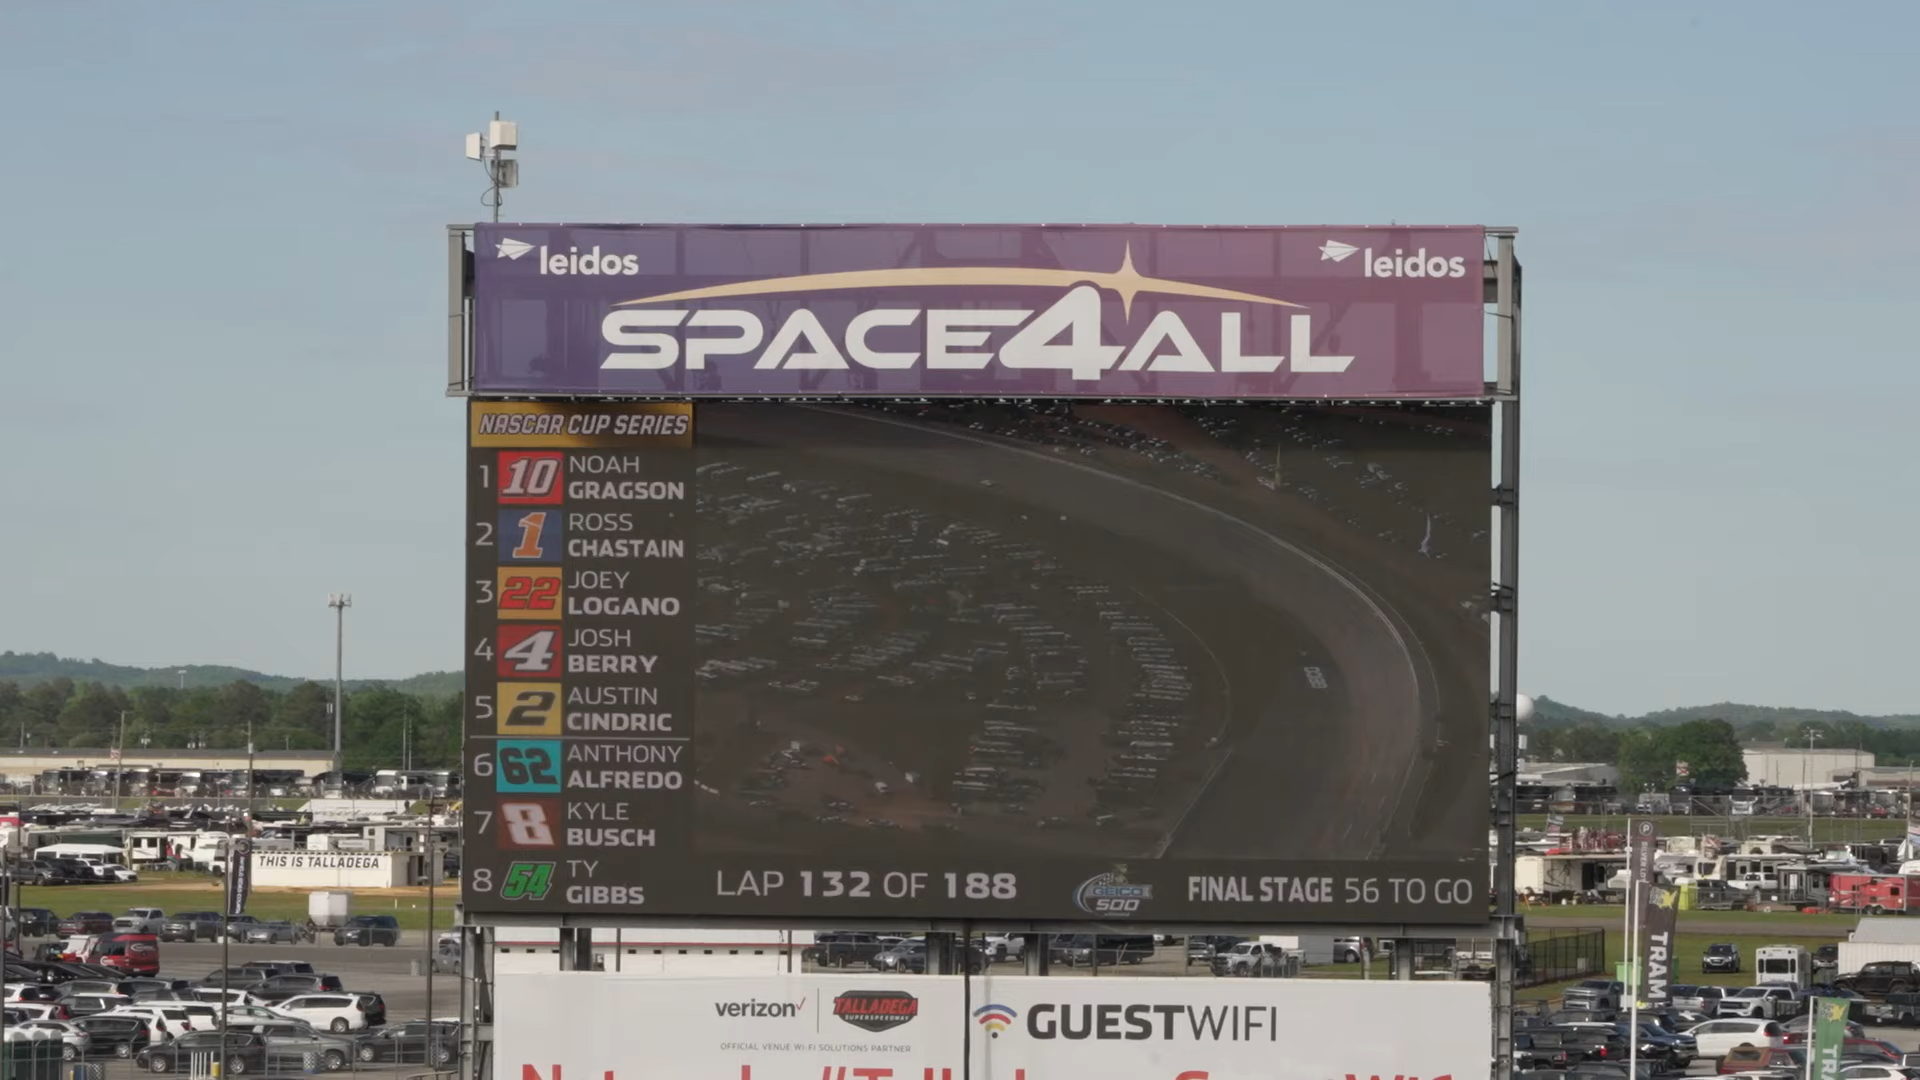 leidos
leidos
SPACE4ALL
NASCAR CUP SERIES
1 10 NOAH GRAGSON
2 1 ROSS CHASTAIN
3 22 JOEY LOGANO
4 4 JOSH BERRY
5 2 AUSTIN CINDRIC
6 62 ANTHONY ALFREDO
7 8 KYLE BUSCH
8 54 TY GIBBS
LAP 132 OF 188
GEICO 500
FINAL STAGE 56 TO GO
THIS IS TALLADEGA
TRAM
verizon
TALLADEGA SUPERSPEEDWAY
OFFICIAL VENUE WI-FI SOLUTIONS PARTNER
GUESTWIFI